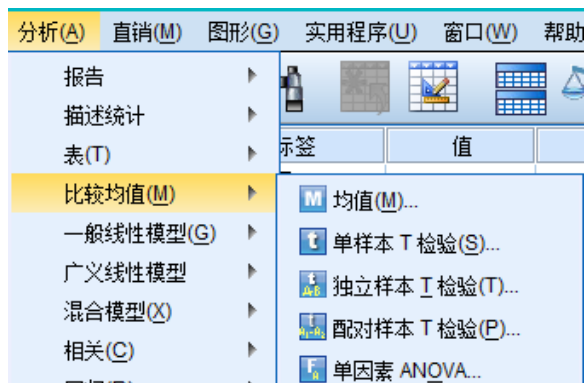 分析(A) 直销(M) 图形(G) 实用程序(U) 窗口(W) 帮助
报告
描述统计
表(T)
标签 值
比较均值(M)
均值(M)...
一般线性模型(G)
单样本 T 检验(S)...
广义线性模型
独立样本 T 检验(T)...
混合模型(X)
配对样本 T 检验(P)...
相关(C)
单因素 ANOVA...